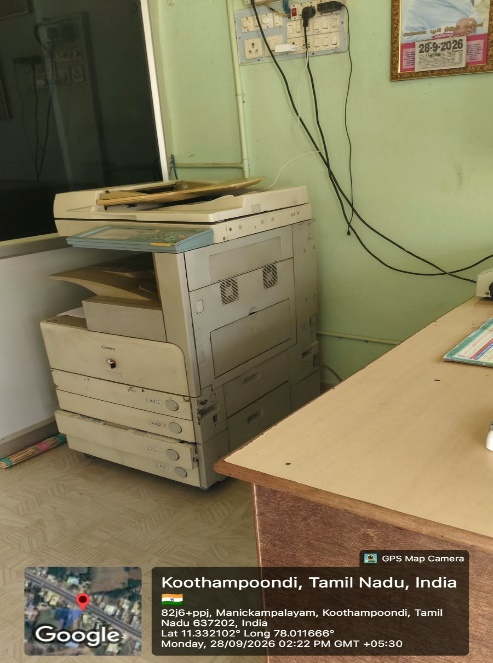 28-9-2026
Canon
GPS Map Camera
Koothampoondi, Tamil Nadu, India
82j6+ppj, Manickampalayam, Koothampoondi, Tamil
Nadu 637202, India
Lat 11.332102° Long 78.011666°
Monday, 28/09/2026 02:22 PM GMT +05:30
Google